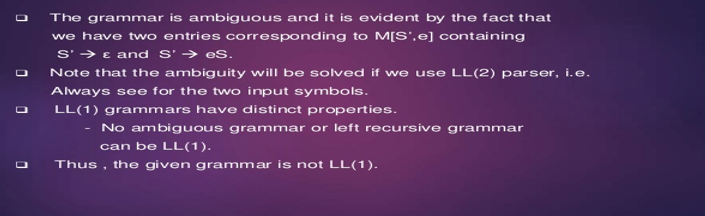 ❑ The grammar is ambiguous and it is evident by the fact that
we have two entries corresponding to M[S',e] containing
S' → ε and S' → eS.
❑ Note that the ambiguity will be solved if we use LL(2) parser, i.e.
Always see for the two input symbols.
❑ LL(1) grammars have distinct properties.
- No ambiguous grammar or left recursive grammar
can be LL(1).
❑ Thus , the given grammar is not LL(1).